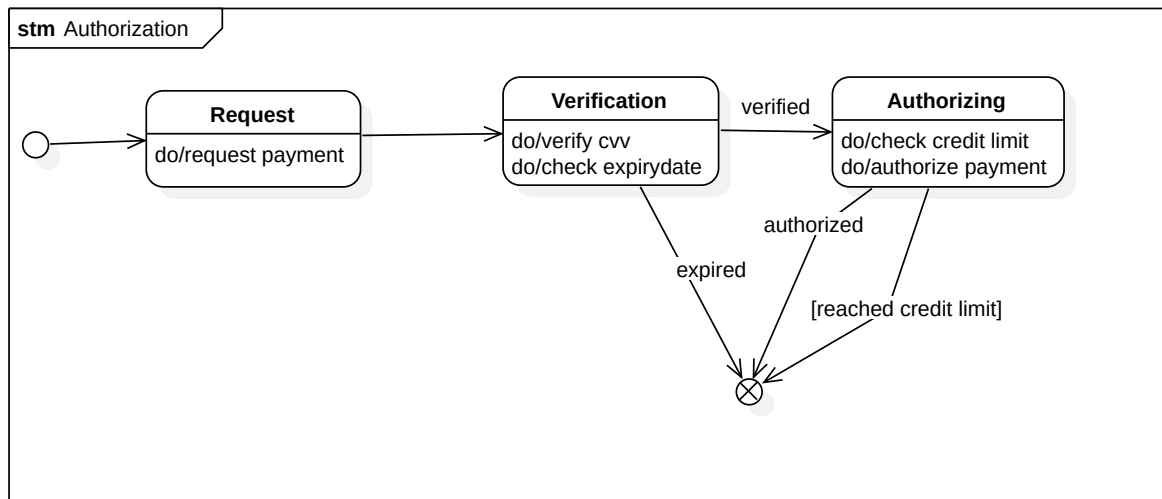 stm Authorization
Request
do/request payment
Verification
do/verify cvv
do/check expirydate
verified
Authorizing
do/check credit limit
do/authorize payment
authorized
expired
[reached credit limit]